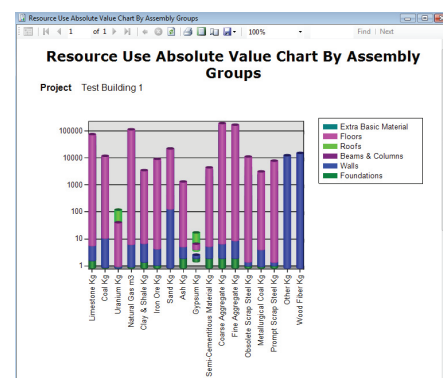 Resource Use Absolute Value Chart By Assembly Groups
1 of 1 100% Find | Next
Resource Use Absolute Value Chart By Assembly
Groups
Project Test Building 1
100000
10000
1000
100
10
1
Extra Basic Material
Floors
Roofs
Beams & Columns
Walls
Foundations
Limestone Kg
Coal Kg
Uranium Kg
Natural Gas m3
Clay & Shale Kg
Iron Ore Kg
Sand Kg
Ash Kg
Gypsum Kg
Semi-Cementitious Material Kg
Coarse Aggregate Kg
Fine Aggregate Kg
Obsolete Scrap Steel Kg
Metallurgical Coal Kg
Prompt Scrap Steel Kg
Other Kg
Wood Fiber Kg